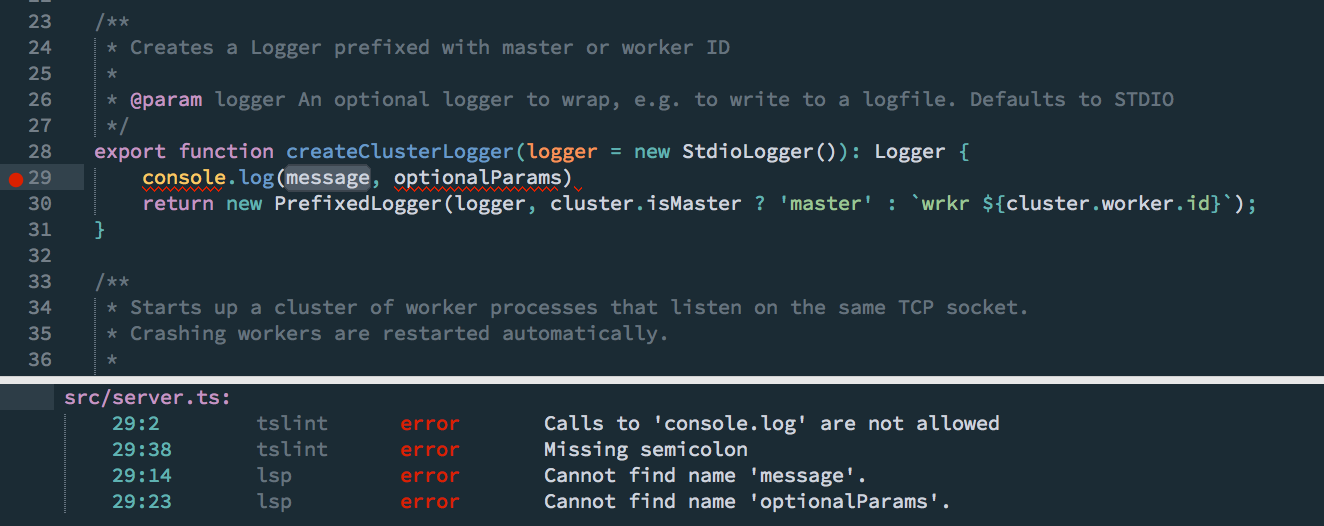 23 /**
24 * Creates a Logger prefixed with master or worker ID
25 *
26 * @param logger An optional logger to wrap, e.g. to write to a logfile. Defaults to STDIO
27 */
28 export function createClusterLogger(logger = new StdioLogger()): Logger {
29 console.log(message, optionalParams)
30 return new PrefixedLogger(logger, cluster.isMaster ? 'master' : `wrkr ${cluster.worker.id}`);
31 }
32
33 /**
34 * Starts up a cluster of worker processes that listen on the same TCP socket.
35 * Crashing workers are restarted automatically.
36 *
src/server.ts:
29:2 tslint error Calls to 'console.log' are not allowed
29:38 tslint error Missing semicolon
29:14 lsp error Cannot find name 'message'.
29:23 lsp error Cannot find name 'optionalParams'.